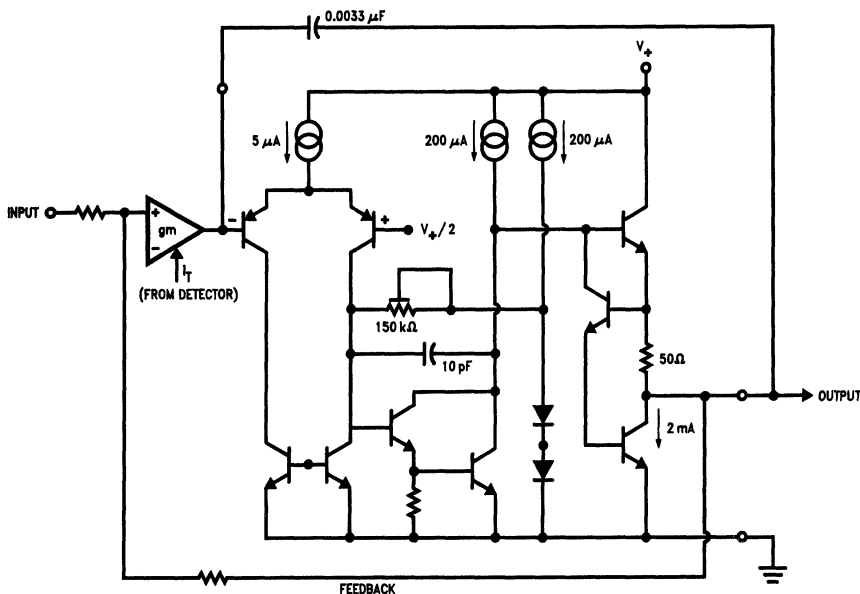 0.0033 μF
V+
5 μA
200 μA
200 μA
INPUT
+
gm
−
−
+
V+/2
IT
(FROM DETECTOR)
150 kΩ
10 pF
50Ω
OUTPUT
2 mA
FEEDBACK